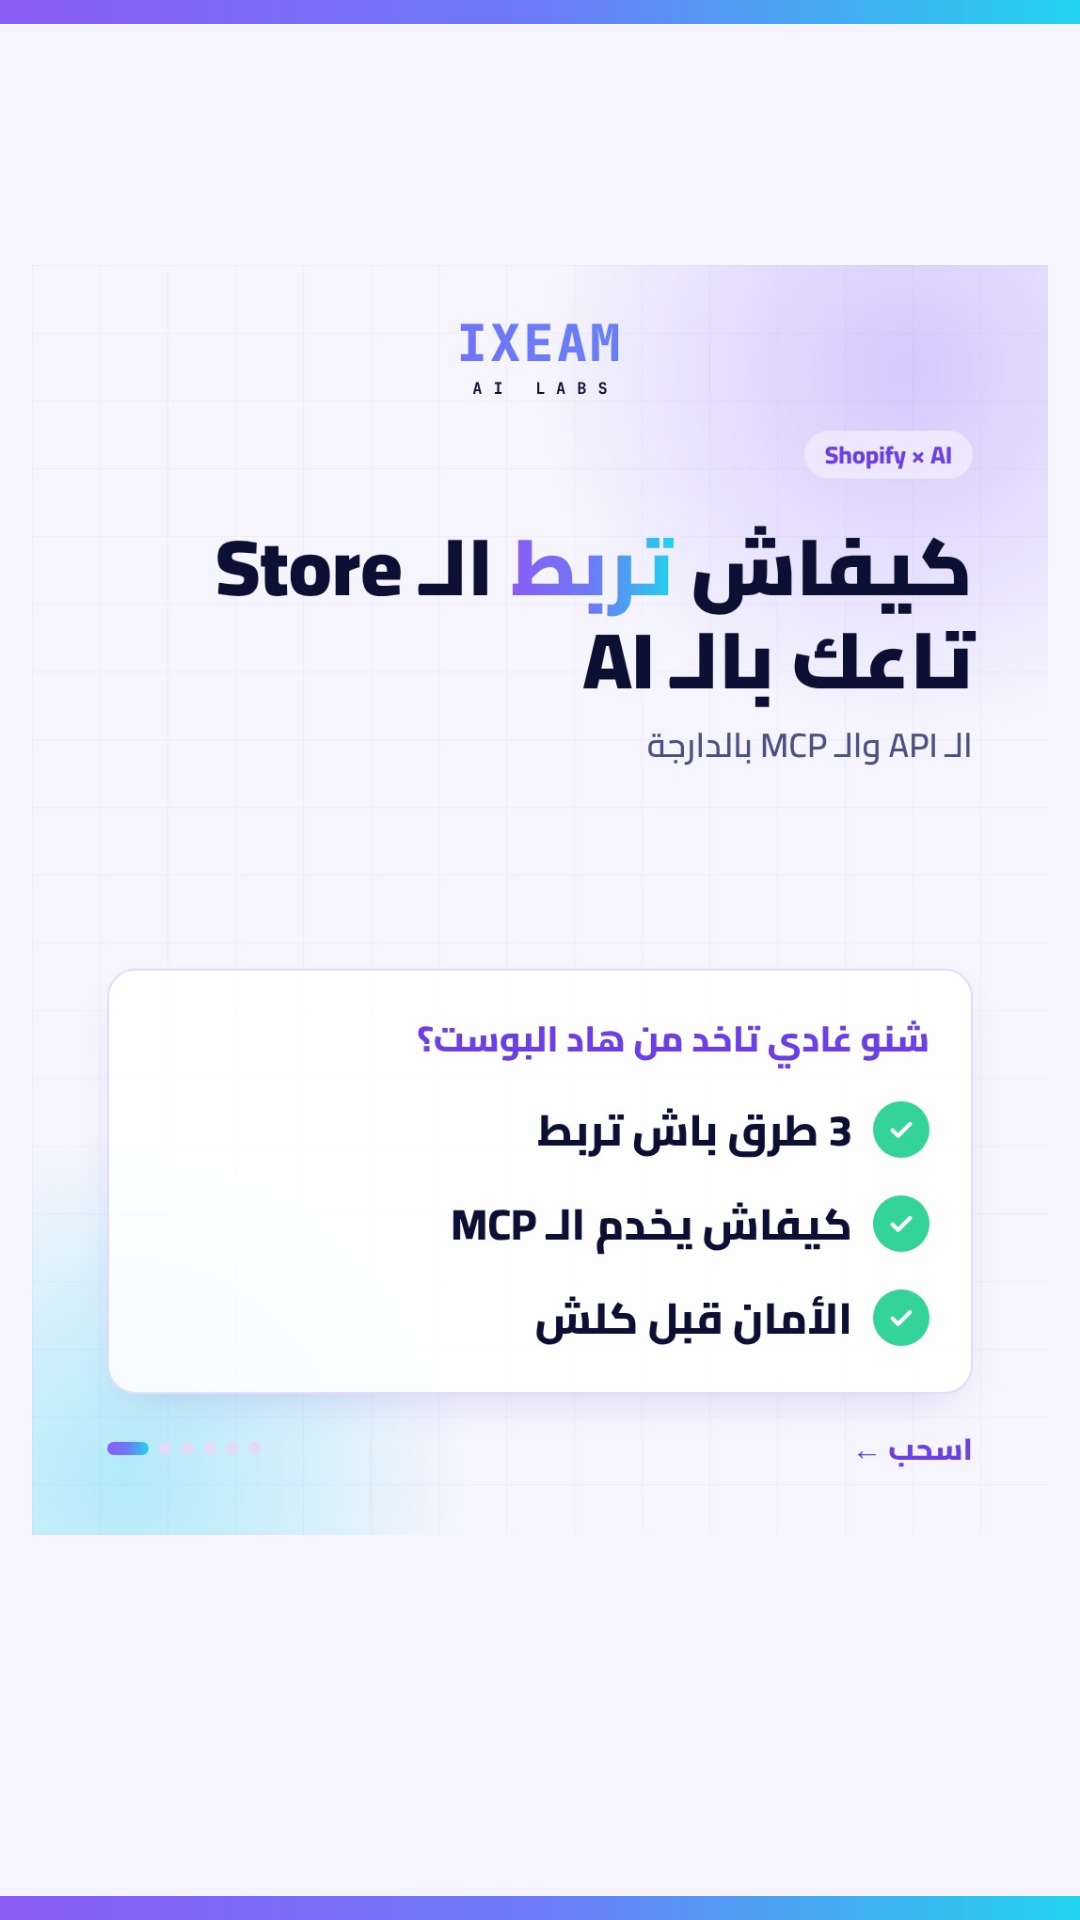 IXEAM
AI LABS
Shopify × AI
كيفاش تربط الـ Store
تاعك بالـ AI
الـ API والـ MCP بالدارجة
شنو غادي تاخد من هاد البوست؟
3 طرق باش تربط
كيفاش يخدم الـ MCP
الأمان قبل كلش
اسحب ←